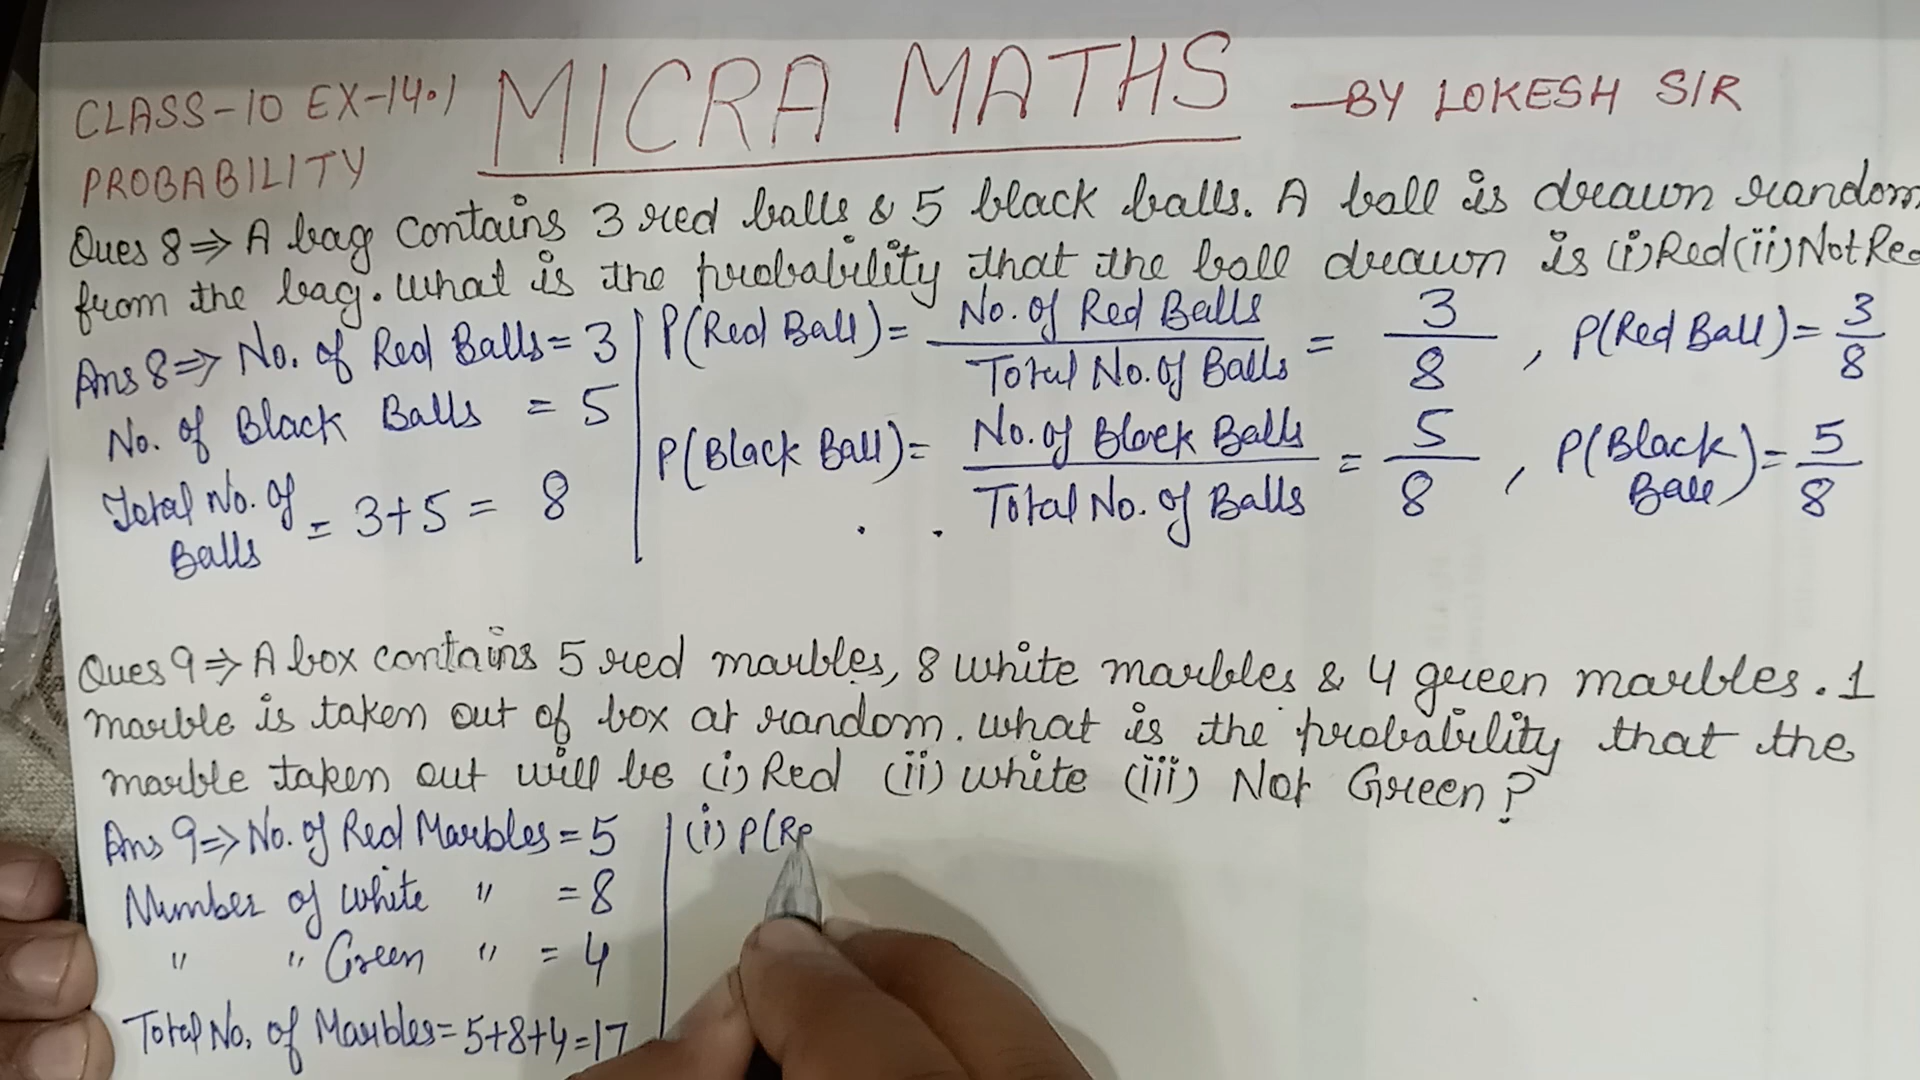 CLASS-10 EX-14.1 MICRA MATHS — BY LOKESH SIR
PROBABILITY
Ques 8 ⇒ A bag contains 3 red balls & 5 black balls. A ball is drawn random
from the bag. What is the probability that the ball drawn is (i) Red (ii) Not Red
Ans 8 ⇒ No. of Red Balls = 3
No. of Black Balls = 5
Total No. of Balls = 3+5 = 8
P(Red Ball) = No. of Red Balls / Total No. of Balls = 3/8 , P(Red Ball) = 3/8
P(Black Ball) = No. of Black Balls / Total No. of Balls = 5/8 , P(Black Ball) = 5/8
Ques 9 ⇒ A box contains 5 red marbles, 8 white marbles & 4 green marbles. 1
marble is taken out of box at random. what is the probability that the
marble taken out will be (i) Red (ii) white (iii) Not Green?
Ans 9 ⇒ No. of Red Marbles = 5
Number of white " = 8
" " Green " = 4
Total No. of Marbles = 5+8+4 = 17
(i) P(Re